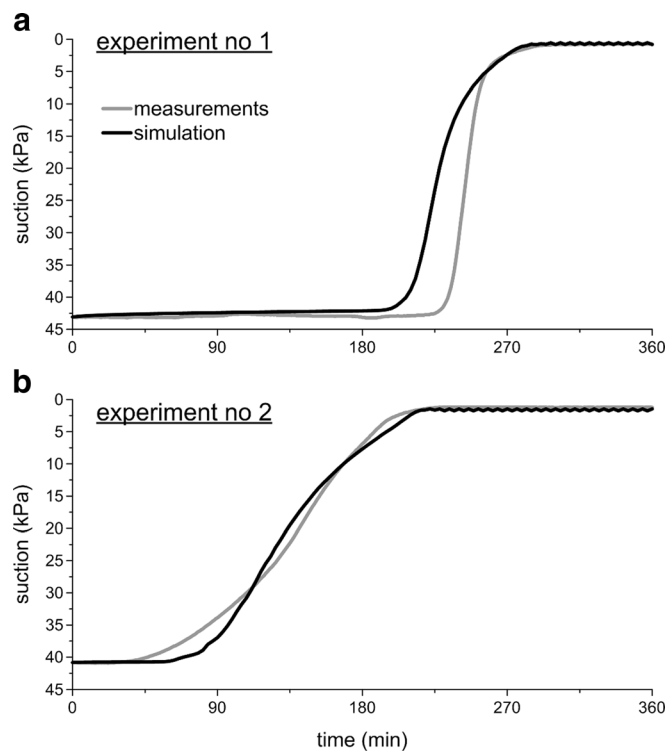 a
experiment no 1
measurements
simulation
suction (kPa)
0
5
10
15
20
25
30
35
40
45
0 90 180 270 360
b
experiment no 2
suction (kPa)
0
5
10
15
20
25
30
35
40
45
0 90 180 270 360
time (min)